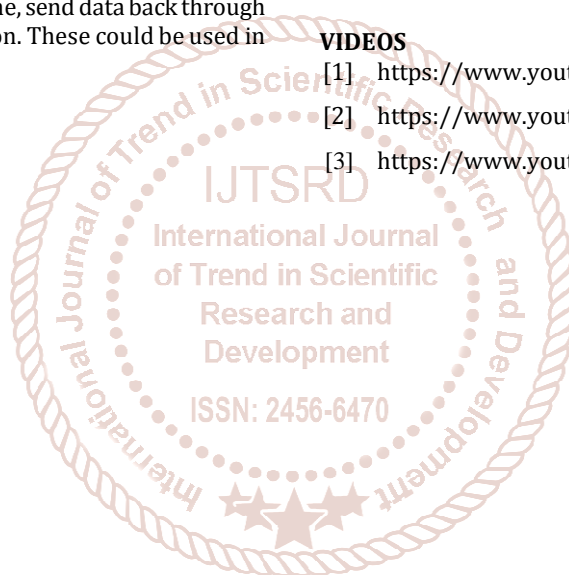 ne, send data back through
on. These could be used in
VIDEOS
[1] https://www.yout
[2] https://www.yout
[3] https://www.yout
International Journal of Trend in Scientific Research and Development
IJTSRD
International Journal
of Trend in Scientific
Research and
Development
ISSN: 2456-6470